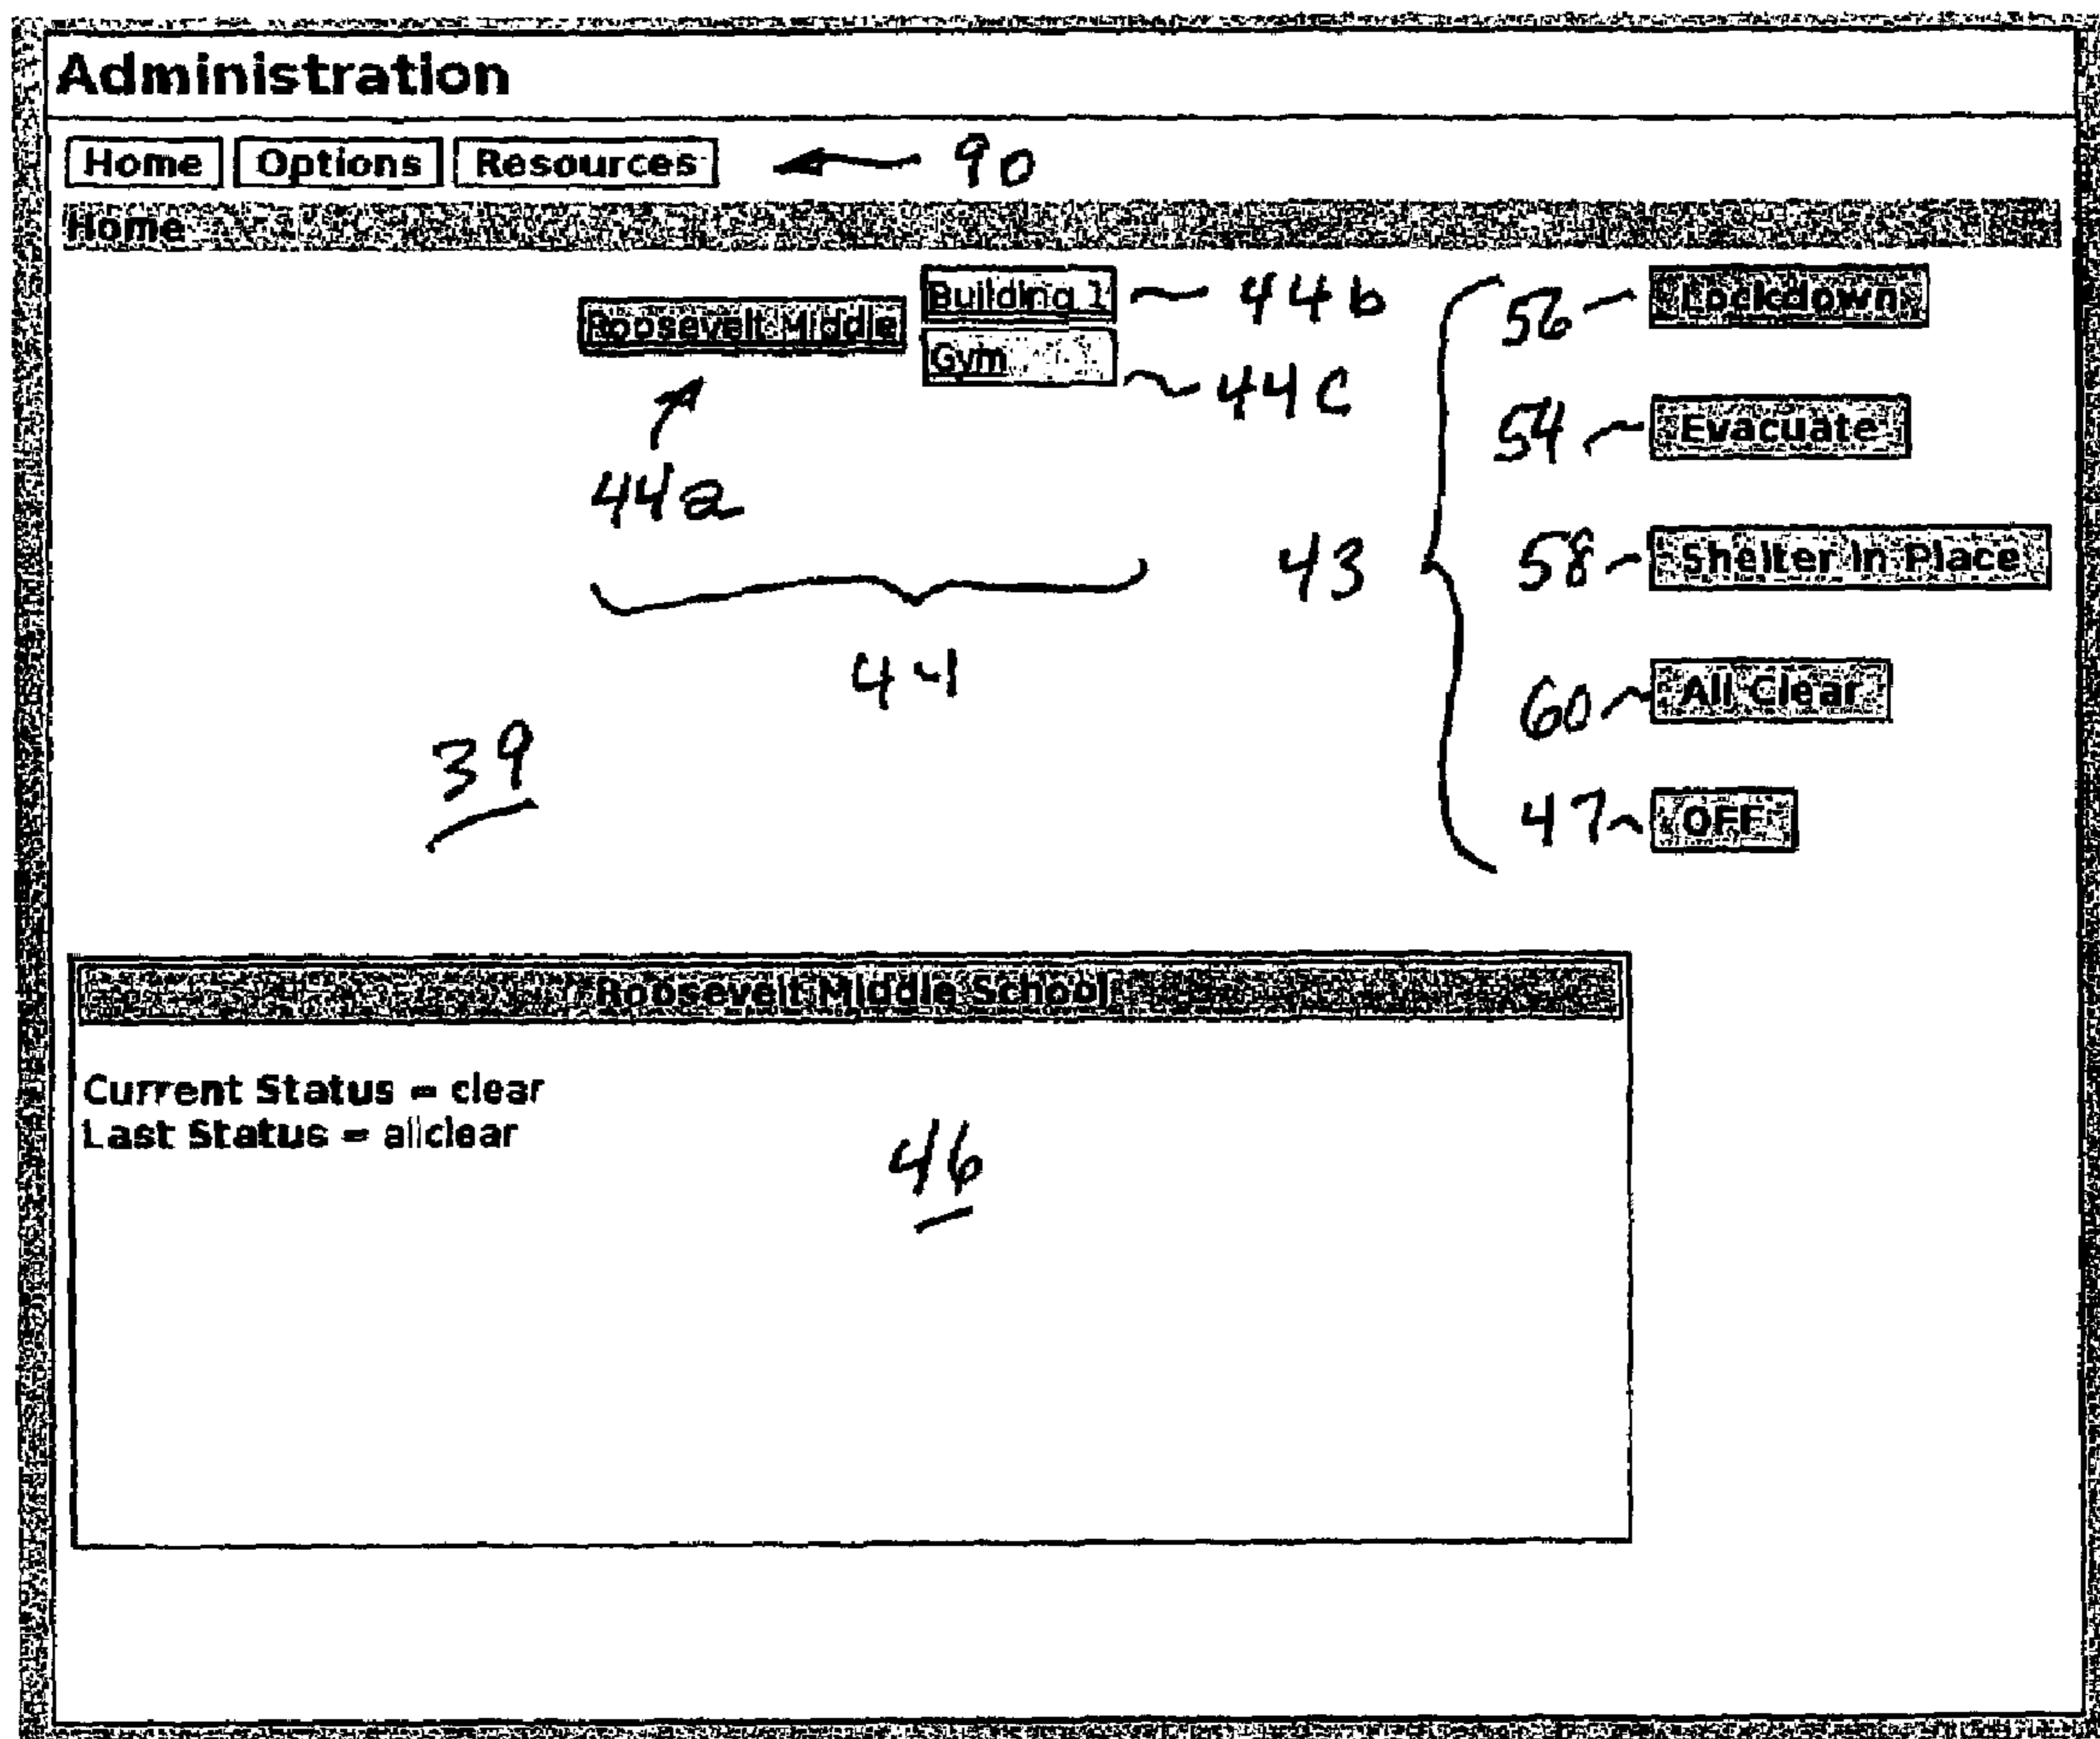 Administration
Home Options Resources 90
Home
Roosevelt Middle
Building 1 44b
Gym 44c
44a
44
43
56 Lockdown
54 Evacuate
58 Shelter In Place
60 All Clear
47 OFF
39
Roosevelt Middle School
Current Status = clear
Last Status = allclear
46